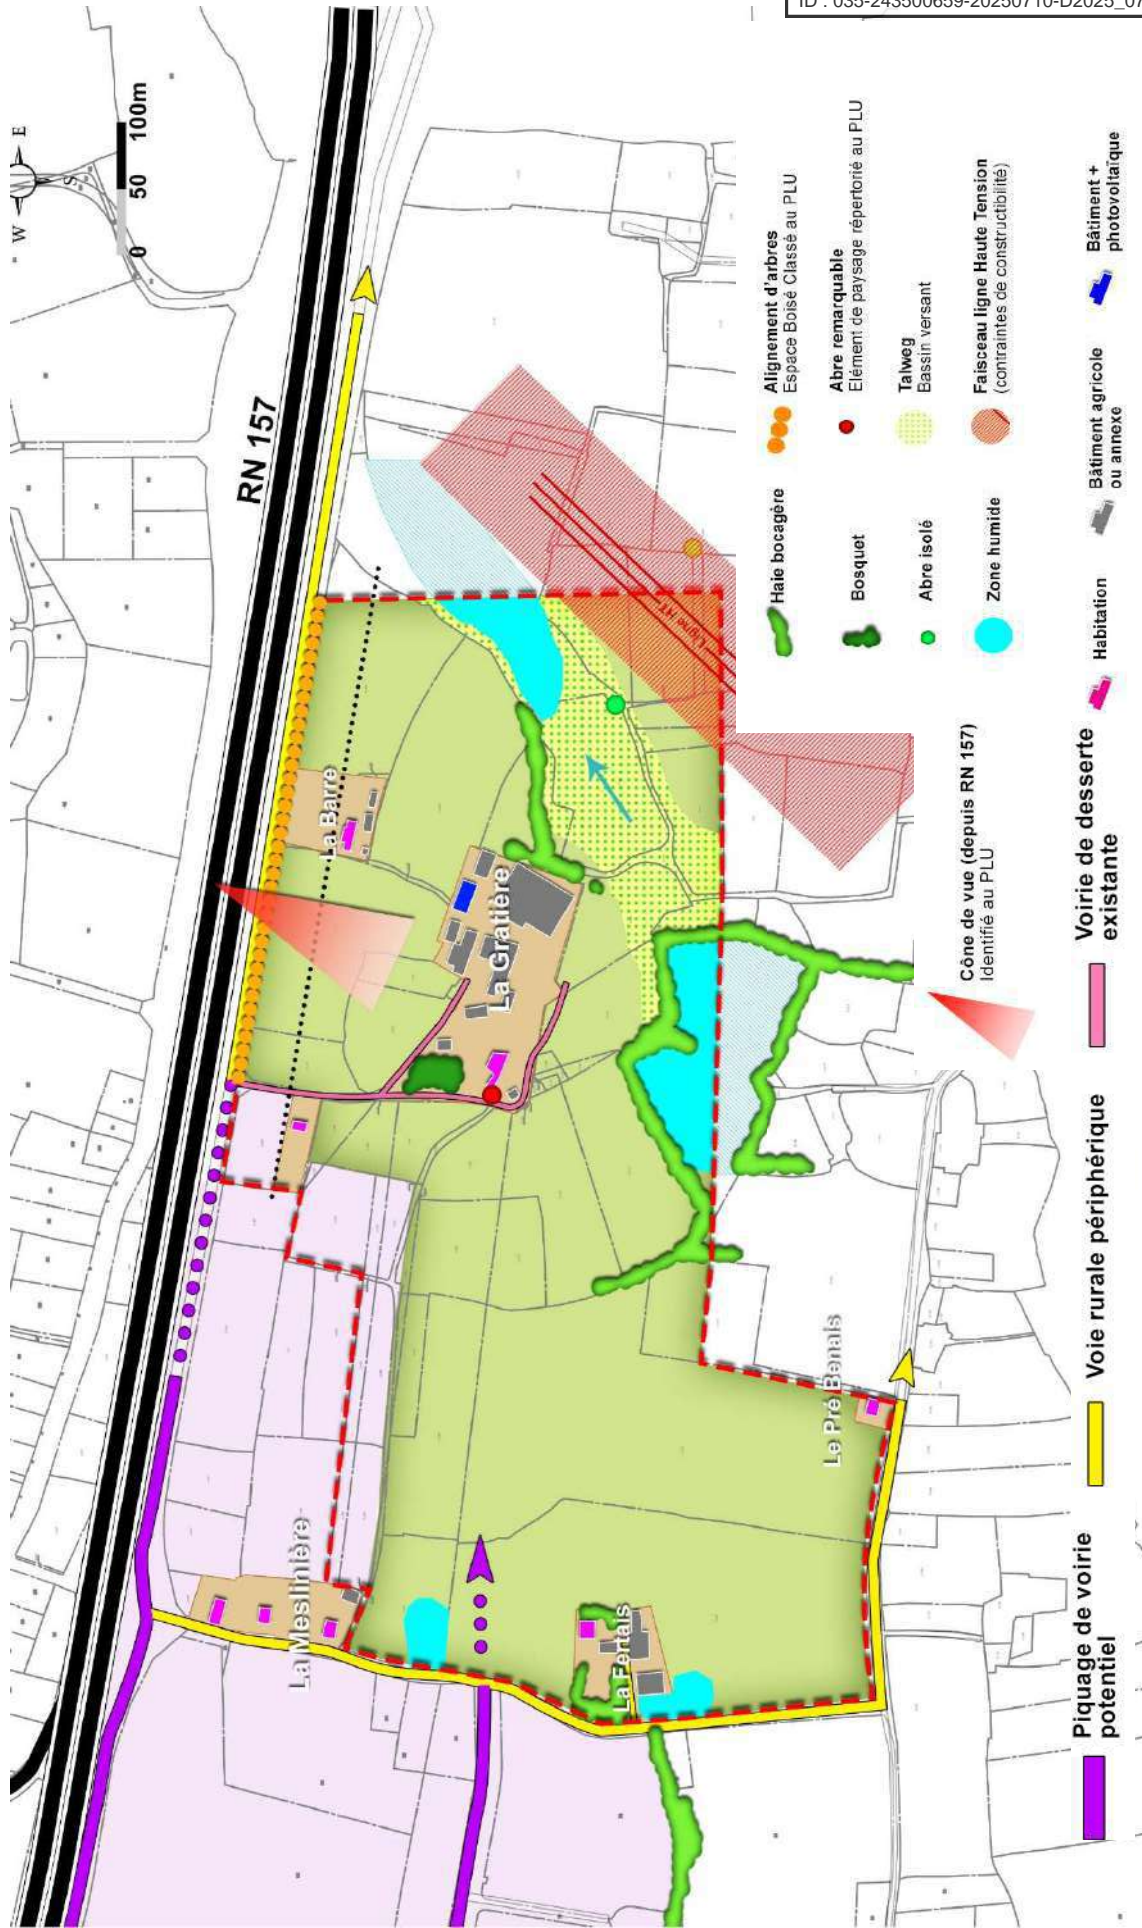 ID : 035-243500659-20250710-D2025_07
W
E
S
0 50 100m
RN 157
La Barre
La Gratière
La Meslinière
La Fertais
Le Pré Benais
Ligne HT
Haie bocagère
Bosquet
Abre isolé
Zone humide
Alignement d'arbres
Espace Boisé Classé au PLU
Abre remarquable
Elément de paysage répertorié au PLU
Talweg
Bassin versant
Faisceau ligne Haute Tension
(contraintes de constructibilité)
Cône de vue (depuis RN 157)
Identifié au PLU
Habitation
Bâtiment agricole
ou annexe
Bâtiment +
photovoltaïque
Piquage de voirie
potentiel
Voie rurale périphérique
Voirie de desserte
existante